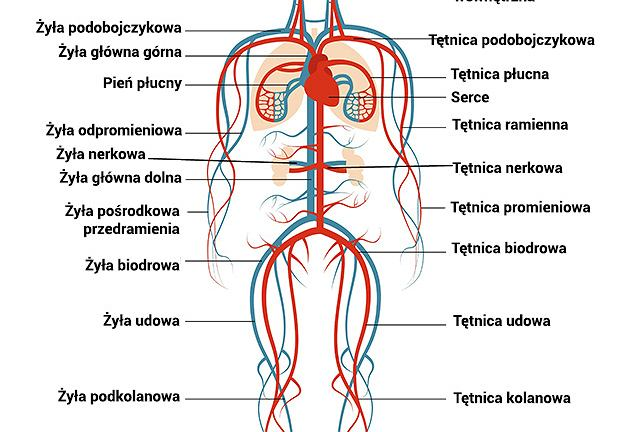 Żyła podobojczykowa
Żyła główna górna
Pień płucny
Żyła odpromieniowa
Żyła nerkowa
Żyła główna dolna
Żyła pośrodkowa
przedramienia
Żyła biodrowa
Żyła udowa
Żyła podkolanowa
Tętnica podobojczykowa
Tętnica płucna
Serce
Tętnica ramienna
Tętnica nerkowa
Tętnica promieniowa
Tętnica biodrowa
Tętnica udowa
Tętnica kolanowa